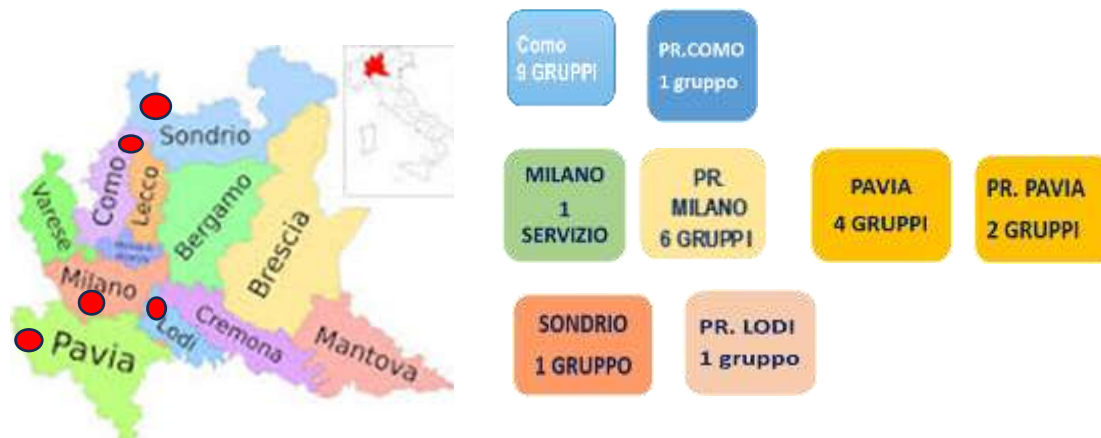 Sondrio
Como
Lecco
Varese
Bergamo
Brescia
Milano
Lodi
Cremona
Mantova
Pavia
Como
9 GRUPPI
PR.COMO
1 gruppo
MILANO
1
SERVIZIO
PR.
MILANO
6 GRUPPI
PAVIA
4 GRUPPI
PR. PAVIA
2 GRUPPI
SONDRIO
1 GRUPPO
PR. LODI
1 gruppo